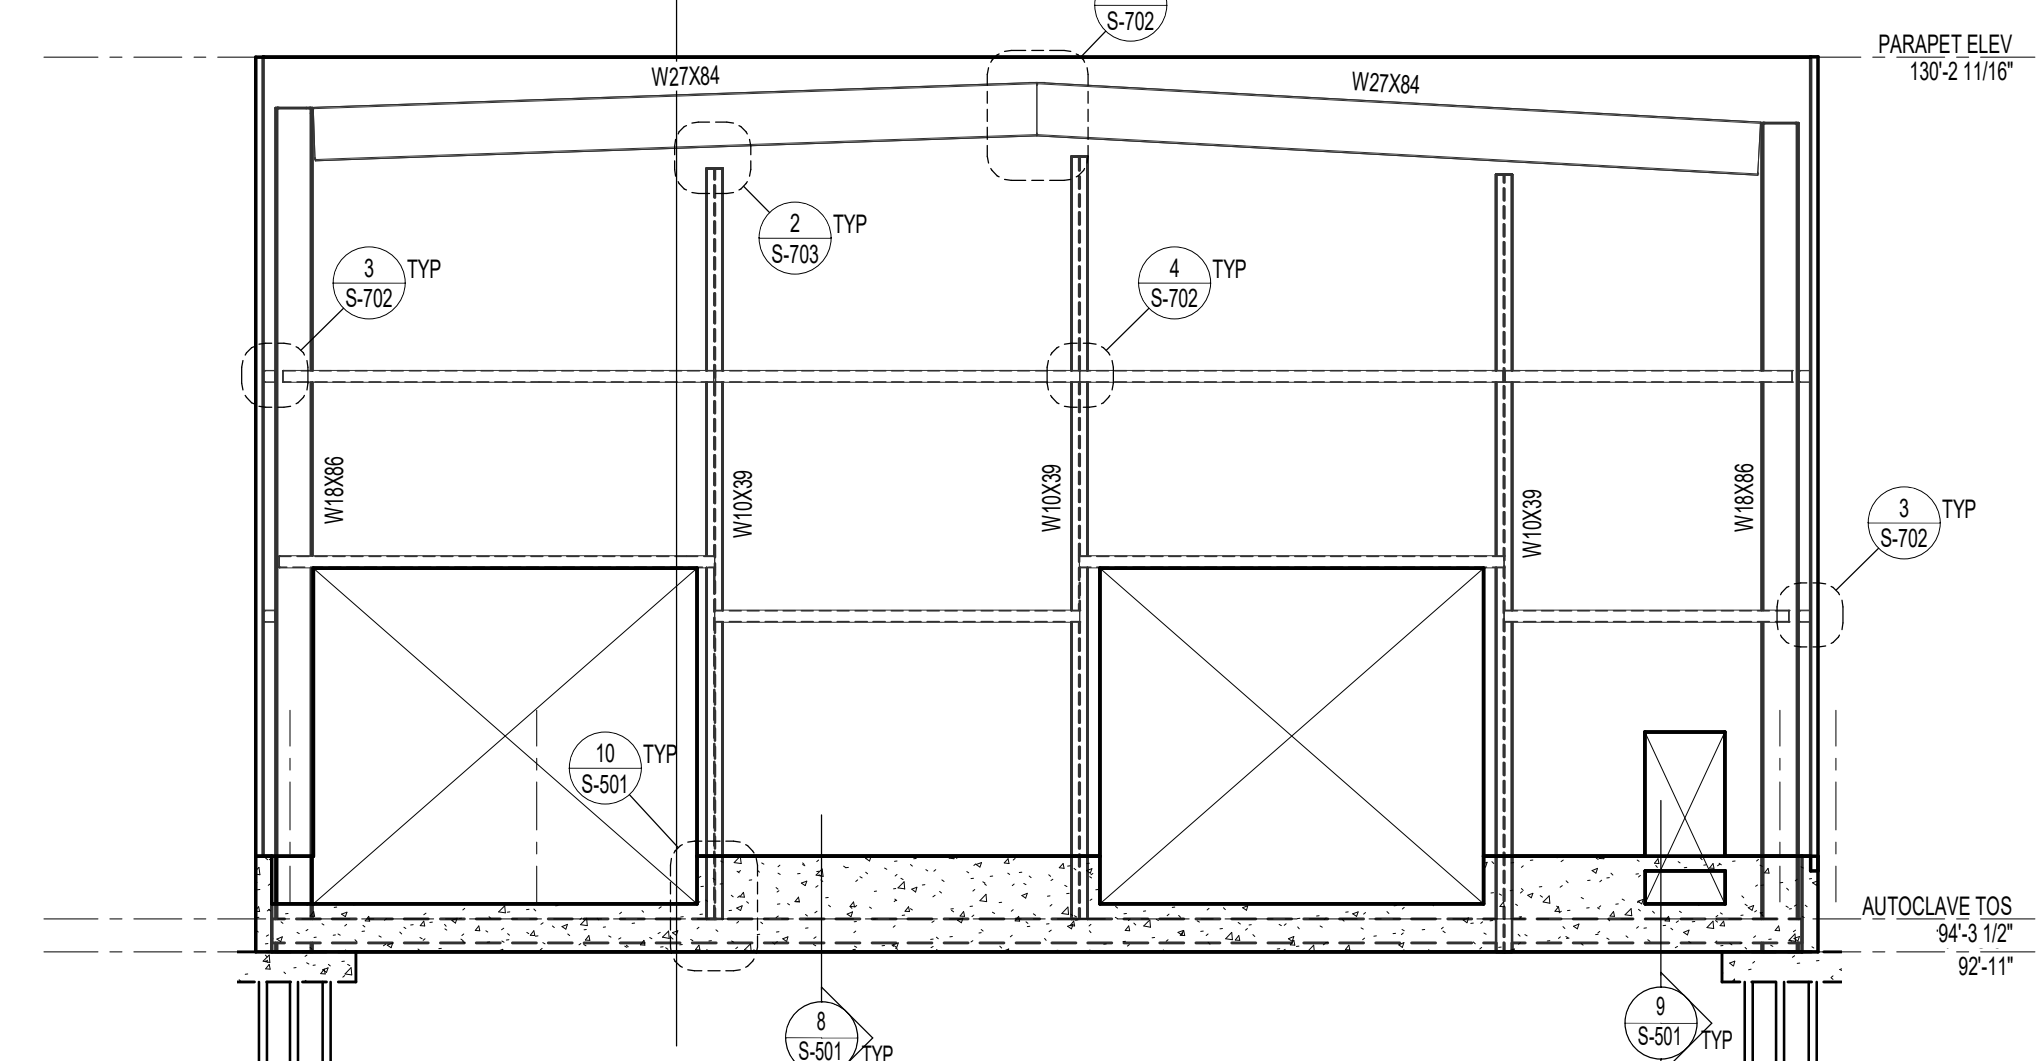 S-702
PARAPET ELEV
130'-2 11/16"
W27X84
W27X84
2
S-703
TYP
3
S-702
TYP
4
S-702
TYP
W18X86
W10X39
W10X39
W10X39
W18X86
3
S-702
TYP
10
S-501
TYP
AUTOCLAVE TOS
94'-3 1/2"
92'-11"
8
S-501
TYP
9
S-501
TYP